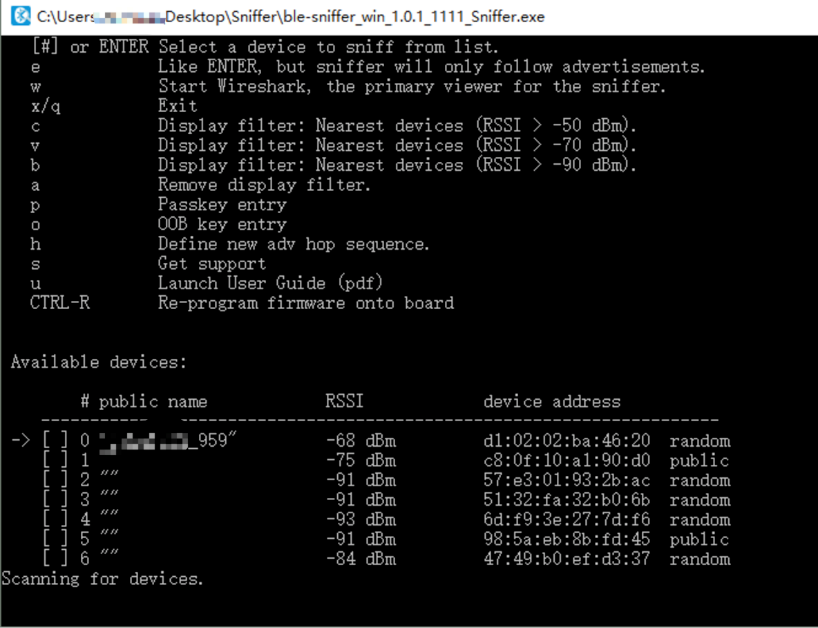 C:\Users Desktop\Sniffer\ble-sniffer_win_1.0.1_1111_Sniffer.exe
[#] or ENTER Select a device to sniff from list.
e Like ENTER, but sniffer will only follow advertisements.
w Start Wireshark, the primary viewer for the sniffer.
x/q Exit
c Display filter: Nearest devices (RSSI > -50 dBm).
v Display filter: Nearest devices (RSSI > -70 dBm).
b Display filter: Nearest devices (RSSI > -90 dBm).
a Remove display filter.
p Passkey entry
o OOB key entry
h Define new adv hop sequence.
s Get support
u Launch User Guide (pdf)
CTRL-R Re-program firmware onto board
Available devices:
# public name RSSI device address
-> [ ] 0 _959" -68 dBm d1:02:02:ba:46:20 random
[ ] 1 -75 dBm c8:0f:10:a1:90:d0 public
[ ] 2 "" -91 dBm 57:e3:01:93:2b:ac random
[ ] 3 "" -91 dBm 51:32:fa:32:b0:6b random
[ ] 4 "" -93 dBm 6d:f9:3e:27:7d:f6 random
[ ] 5 "" -91 dBm 98:5a:eb:8b:fd:45 public
[ ] 6 "" -84 dBm 47:49:b0:ef:d3:37 random
Scanning for devices.